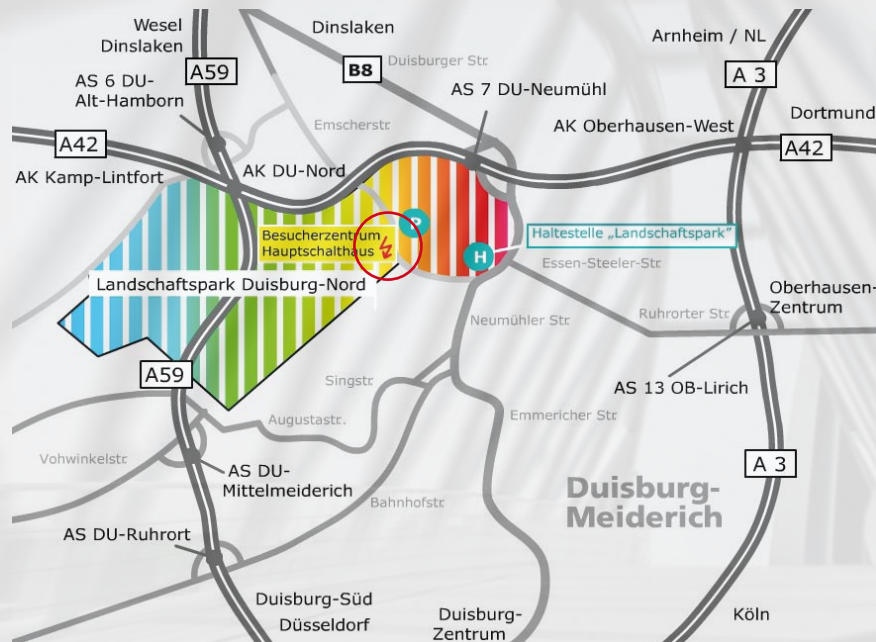 Wesel
Dinslaken
Dinslaken
Arnheim / NL
Duisburger Str.
A59
B8
A 3
AS 6 DU-
Alt-Hamborn
AS 7 DU-Neumühl
Dortmund
Emscherstr.
AK Oberhausen-West
A42
A42
AK Kamp-Lintfort
AK DU-Nord
P
Besucherzentrum
Hauptschalthaus
Haltestelle „Landschaftspark”
H
Essen-Steeler-Str.
Landschaftspark Duisburg-Nord
Oberhausen-
Zentrum
Neumühler Str.
Ruhrorter Str.
A59
Singstr.
AS 13 OB-Lirich
Augustastr.
Emmericher Str.
Vohwinkelstr.
AS DU-
Mittelmeiderich
A 3
Duisburg-
Meiderich
Bahnhofstr.
AS DU-Ruhrort
Duisburg-Süd
Düsseldorf
Duisburg-
Zentrum
Köln